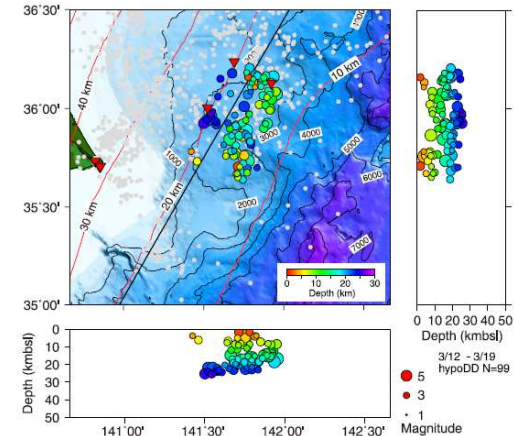 36°30'
36°00'
35°30'
35°00'
40 km
30 km
20 km
10 km
1000
2000
3000
4000
5000
6000
7000
0 10 20 30
Depth (km)
0 10 20 30 40 50
Depth (km)
0
10
20
30
40
50
Depth (kmbsl)
141°00'
141°30'
142°00'
3/12 - 3/19
hypoDD N=99
5
3
1
Magnitude